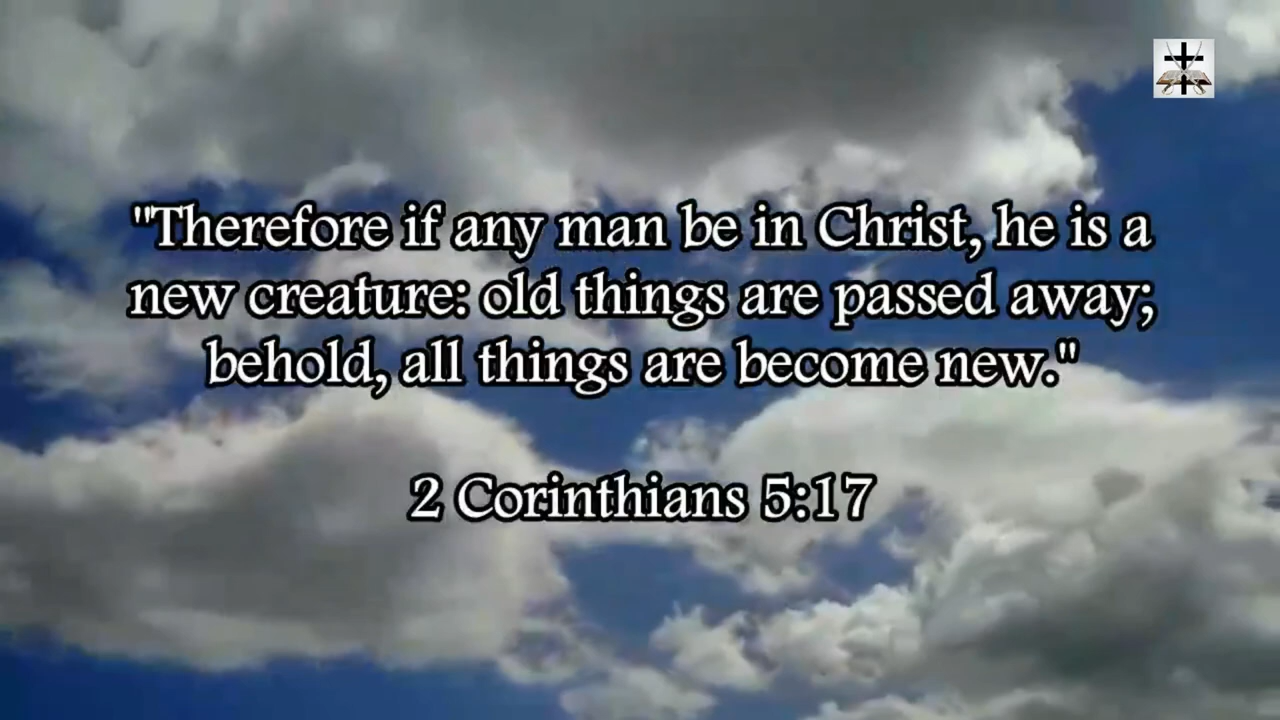 "Therefore if any man be in Christ, he is a
new creature: old things are passed away;
behold, all things are become new."
2 Corinthians 5:17